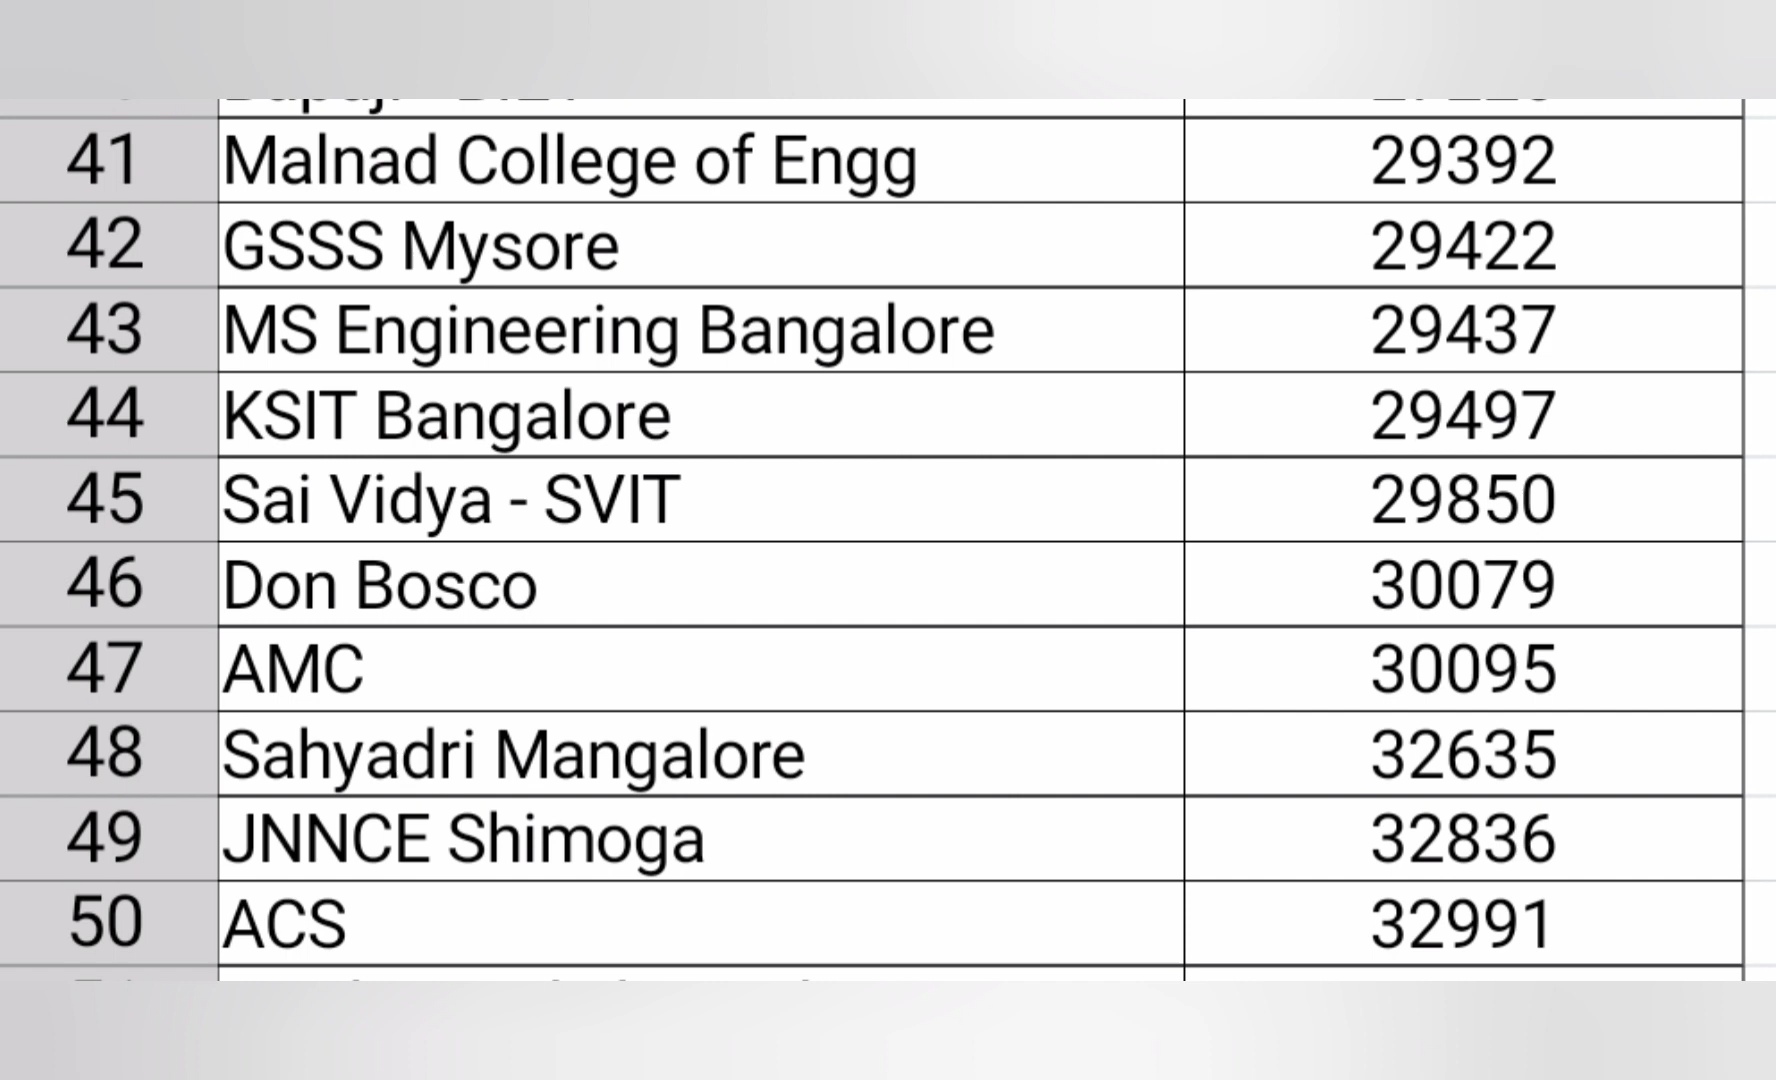 41 Malnad College of Engg 29392
42 GSSS Mysore 29422
43 MS Engineering Bangalore 29437
44 KSIT Bangalore 29497
45 Sai Vidya - SVIT 29850
46 Don Bosco 30079
47 AMC 30095
48 Sahyadri Mangalore 32635
49 JNNCE Shimoga 32836
50 ACS 32991